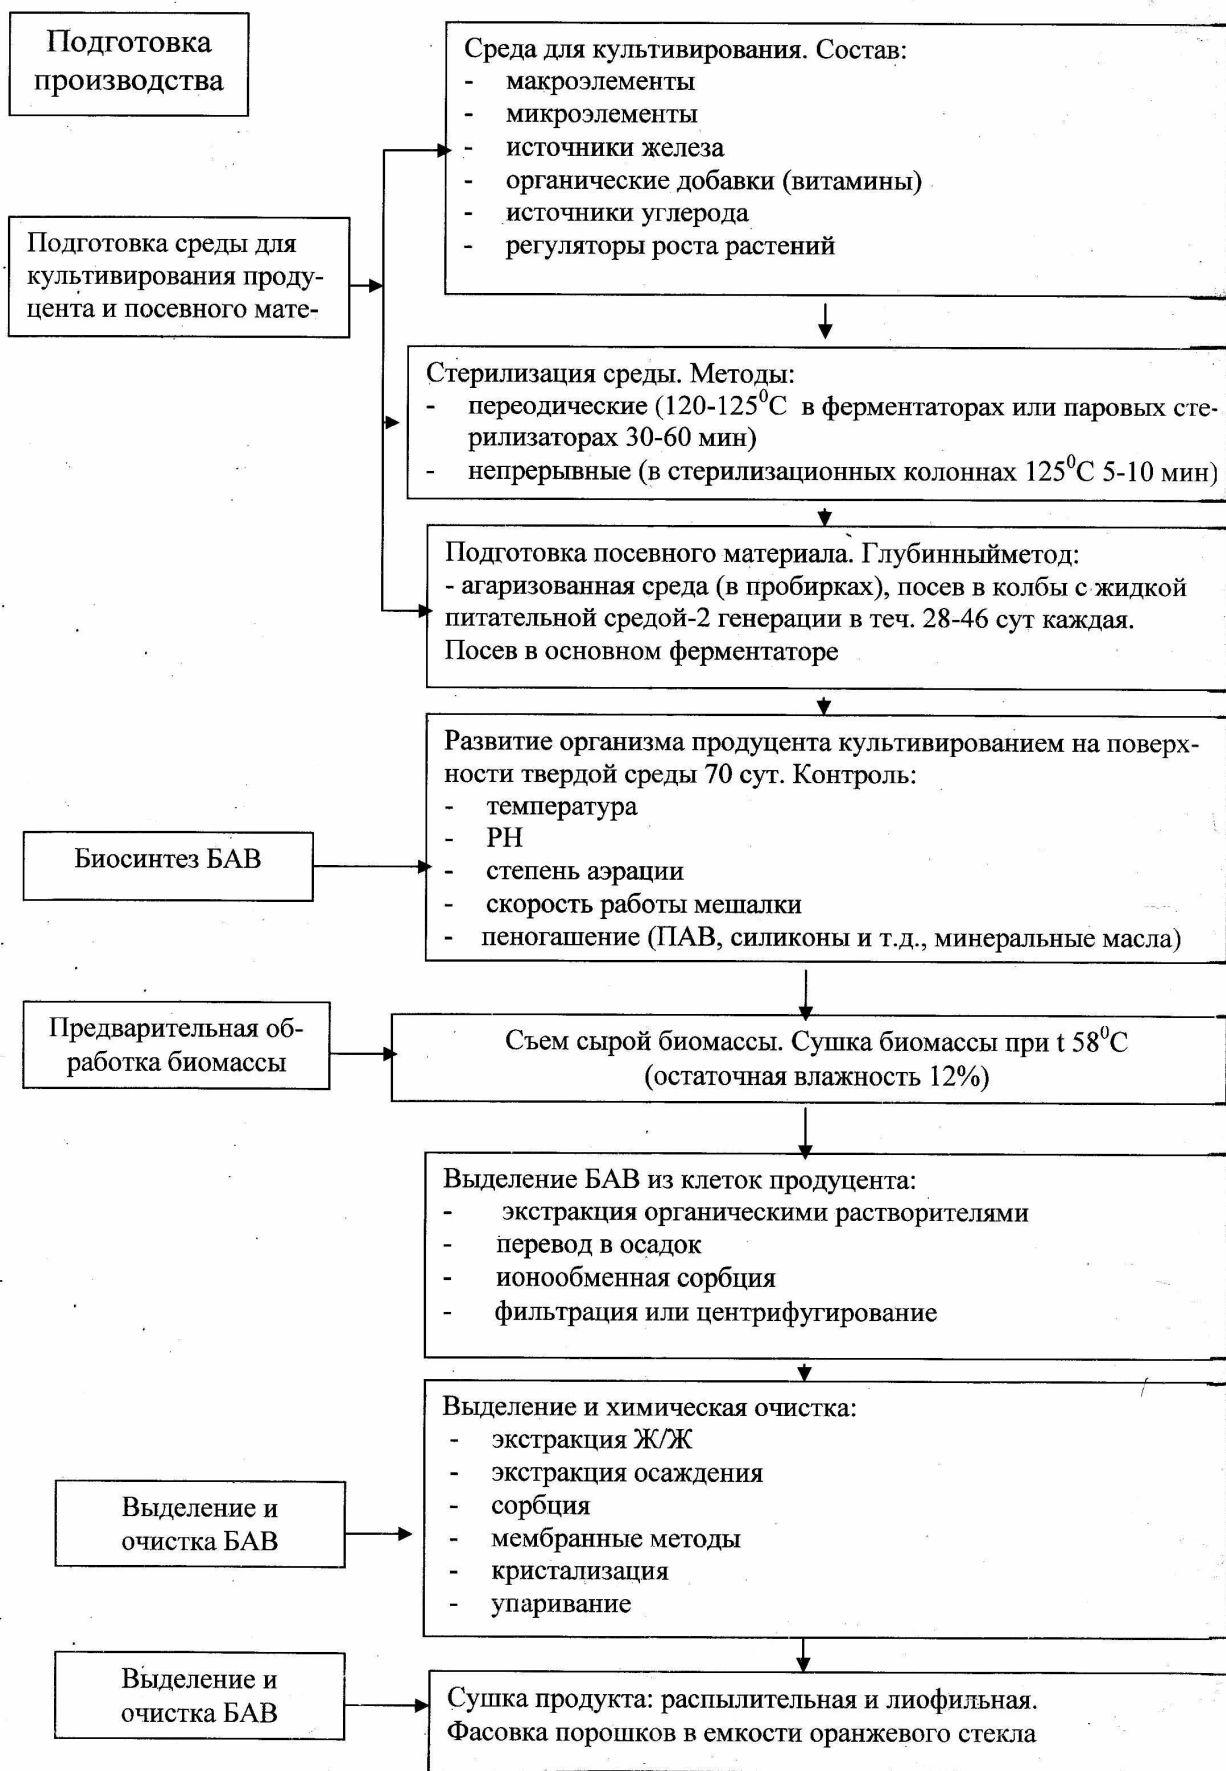 Подготовка
производства
Среда для культивирования. Состав:
- макроэлементы
- микроэлементы
- источники железа
- органические добавки (витамины)
- источники углерода
- регуляторы роста растений
Подготовка среды для
культивирования проду-
цента и посевного мате-
Стерилизация среды. Методы:
- переодические (120-125⁰С в ферментаторах или паровых сте-
рилизаторах 30-60 мин)
- непрерывные (в стерилизационных колоннах 125⁰С 5-10 мин)
Подготовка посевного материала. Глубинныйметод:
- агаризованная среда (в пробирках), посев в колбы с жидкой
питательной средой-2 генерации в теч. 28-46 сут каждая.
Посев в основном ферментаторе
Биосинтез БАВ
Развитие организма продуцента культивированием на поверх-
ности твердой среды 70 сут. Контроль:
- температура
- РН
- степень аэрации
- скорость работы мешалки
- пеногашение (ПАВ, силиконы и т.д., минеральные масла)
Предварительная об-
работка биомассы
Съем сырой биомассы. Сушка биомассы при t 58⁰С
(остаточная влажность 12%)
Выделение БАВ из клеток продуцента:
- экстракция органическими растворителями
- перевод в осадок
- ионообменная сорбция
- фильтрация или центрифугирование
Выделение и
очистка БАВ
Выделение и химическая очистка:
- экстракция Ж/Ж
- экстракция осаждения
- сорбция
- мембранные методы
- кристализация
- упаривание
Выделение и
очистка БАВ
Сушка продукта: распылительная и лиофильная.
Фасовка порошков в емкости оранжевого стекла